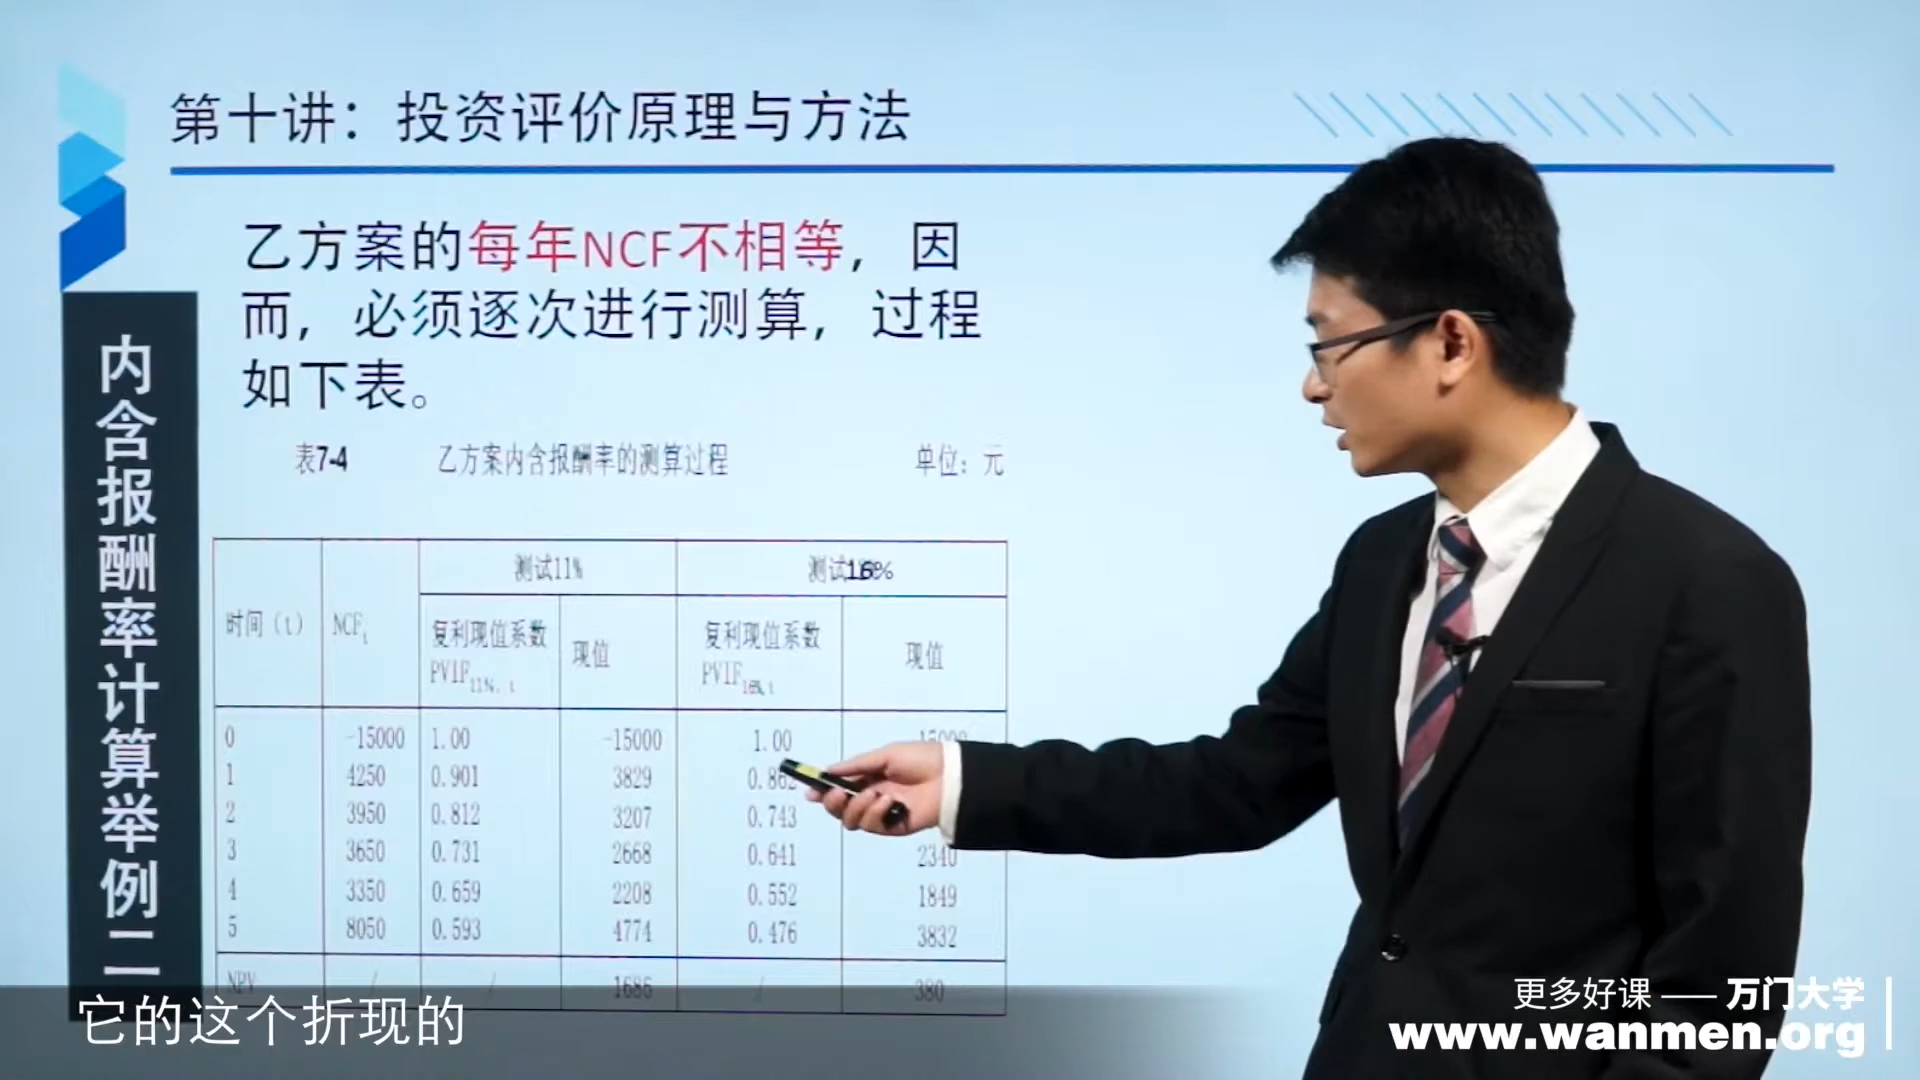 第十讲：投资评价原理与方法
乙方案的每年NCF不相等，因
而，必须逐次进行测算，过程
如下表。
内含报酬率计算举例二
表7-4 乙方案内含报酬率的测算过程 单位：元
测试11% 测试
时间（t） NCFt 复利现值系数 现值 复利现值系数 现值
PVIF11%，t PVIF16%,t
0 -15000 1.00 -15000 1.00
1 4250 0.901 3829
2 3950 0.812 3207 0.743
3 3650 0.731 2668 0.641 2340
4 3350 0.659 2208 0.552 1849
5 8050 0.593 4774 0.476 3832
NPV / / 1686 / 380
它的这个折现的
更多好课 —— 万门大学
www.wanmen.org